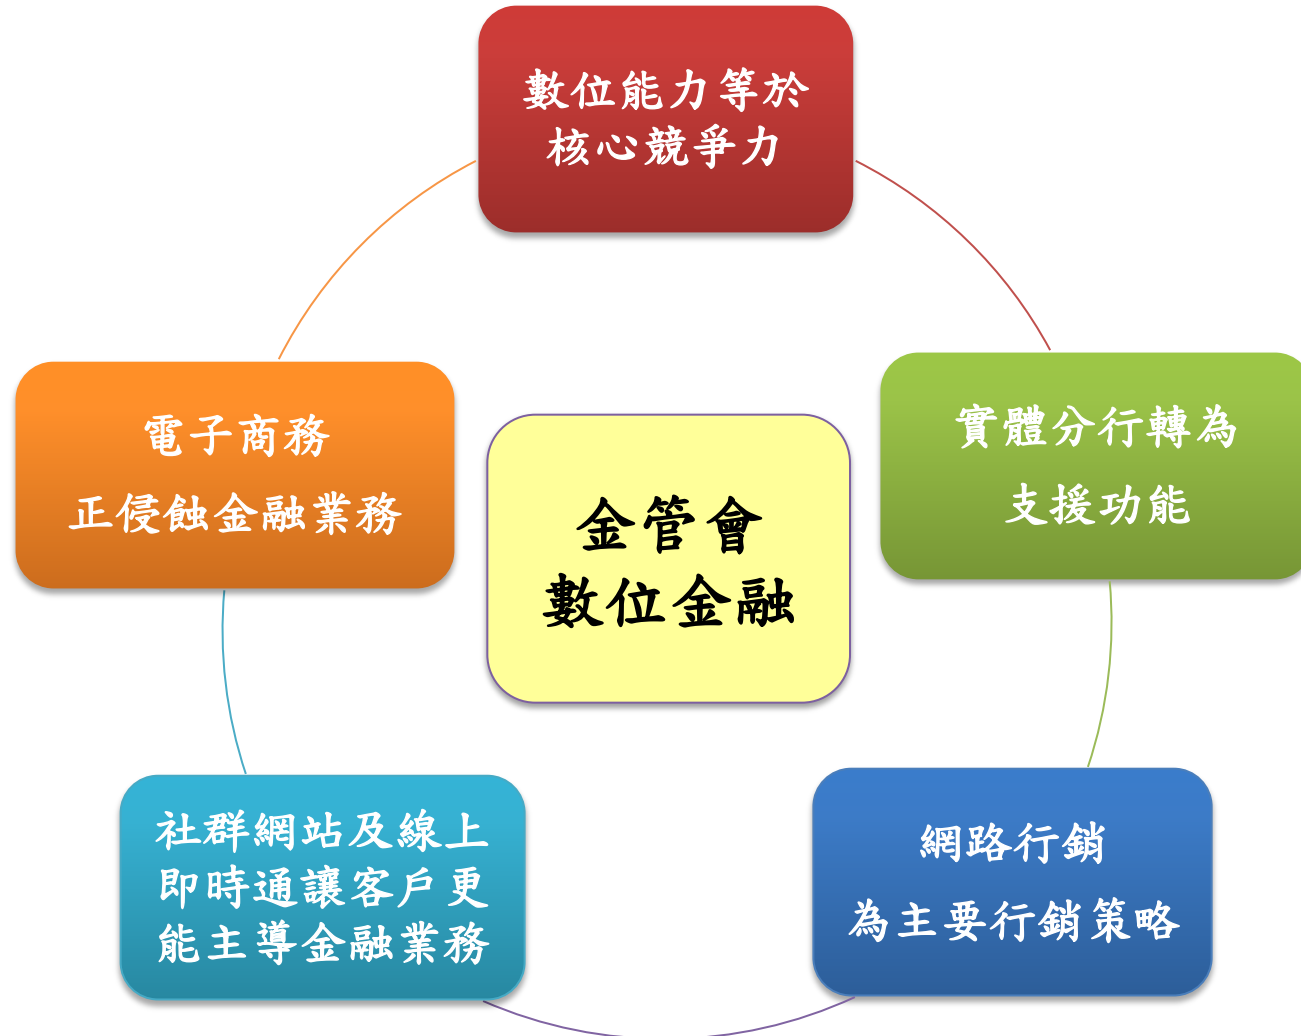 數位能力等於
核心競爭力
電子商務
正侵蝕金融業務
實體分行轉為
支援功能
金管會
數位金融
社群網站及線上
即時通讓客戶更
能主導金融業務
網路行銷
為主要行銷策略